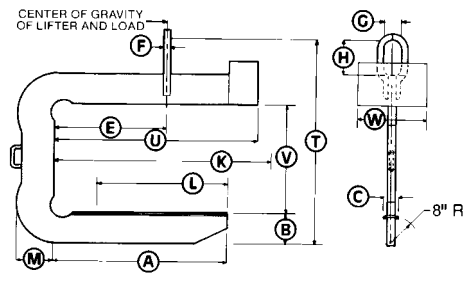 CENTER OF GRAVITY
OF LIFTER AND LOAD
F
G
H
E
U
T
W
K
V
L
C
B
8" R
M
A